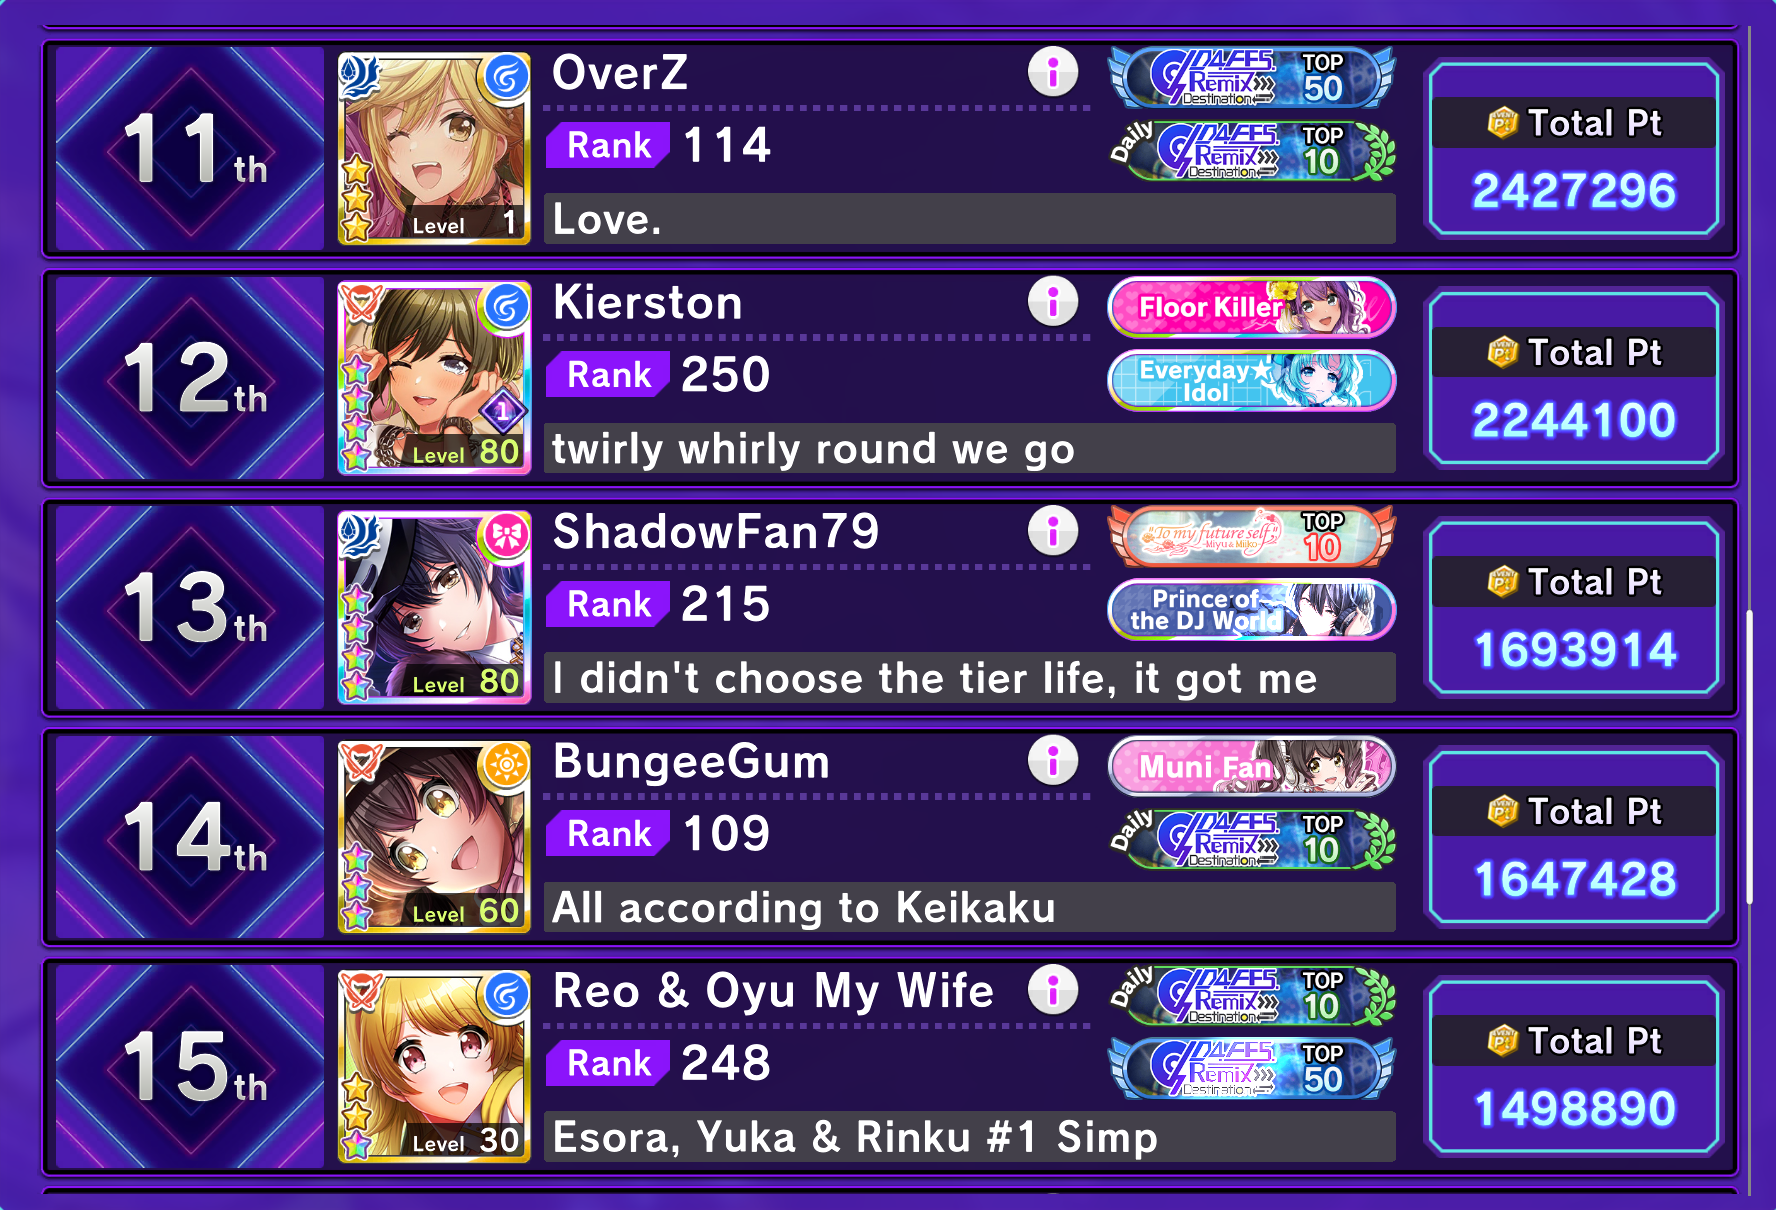 11th
Level 1
OverZ
Rank 114
Love.
D4FES. Remix Destination TOP 50
Daily D4FES. Remix Destination TOP 10
Total Pt
2427296
12th
1
Level 80
Kierston
Rank 250
twirly whirly round we go
Floor Killer
Everyday★
Idol
Total Pt
2244100
13th
Level 80
ShadowFan79
Rank 215
I didn't choose the tier life, it got me
"To my future self" -Miyu&Miiko- TOP 10
Prince of
the DJ World
Total Pt
1693914
14th
Level 60
BungeeGum
Rank 109
All according to Keikaku
Muni Fan
Daily D4FES. Remix Destination TOP 10
Total Pt
1647428
15th
Level 30
Reo & Oyu My Wife
Rank 248
Esora, Yuka & Rinku #1 Simp
Daily D4FES. Remix Destination TOP 10
D4FES. Remix Destination TOP 50
Total Pt
1498890